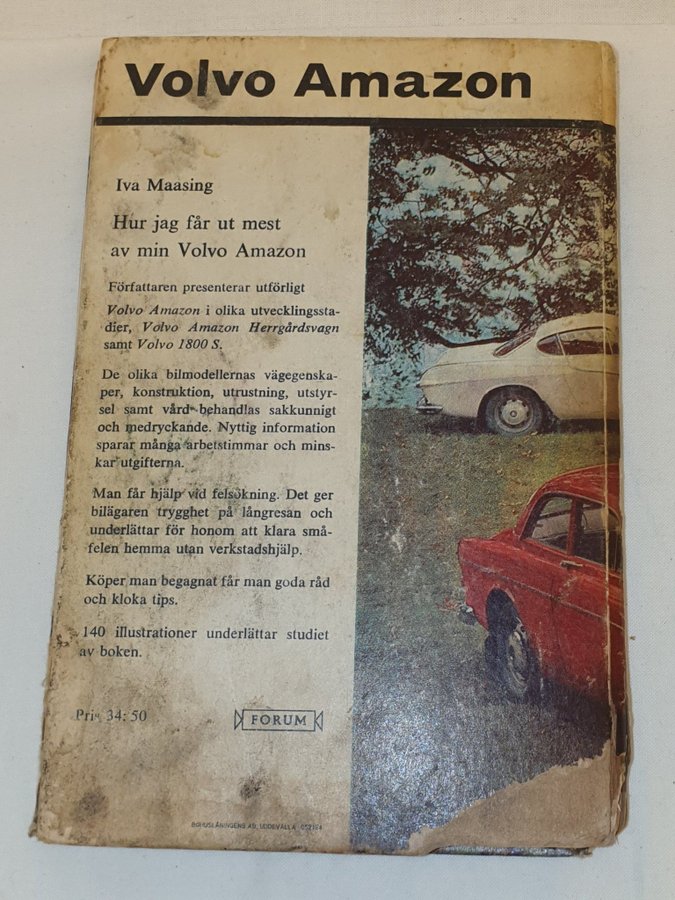 Volvo Amazon
Iva Maasing
Hur jag får ut mest
av min Volvo Amazon
Författaren presenterar utförligt
Volvo Amazon i olika utvecklingssta-
dier, Volvo Amazon Herrgårdsvagn
samt Volvo 1800 S.
De olika bilmodellernas vägegenska-
per, konstruktion, utrustning, utstyr-
sel samt vård behandlas sakkunnigt
och medryckande. Nyttig information
sparar många arbetstimmar och mins-
kar utgifterna.
Man får hjälp vid felsökning. Det ger
bilägaren trygghet på långresan och
underlättar för honom att klara små-
felen hemma utan verkstadshjälp.
Köper man begagnat får man goda råd
och kloka tips.
140 illustrationer underlättar studiet
av boken.
Pris 34:50
FORUM
BOHUSLÄNINGENS AB, UDDEVALLA